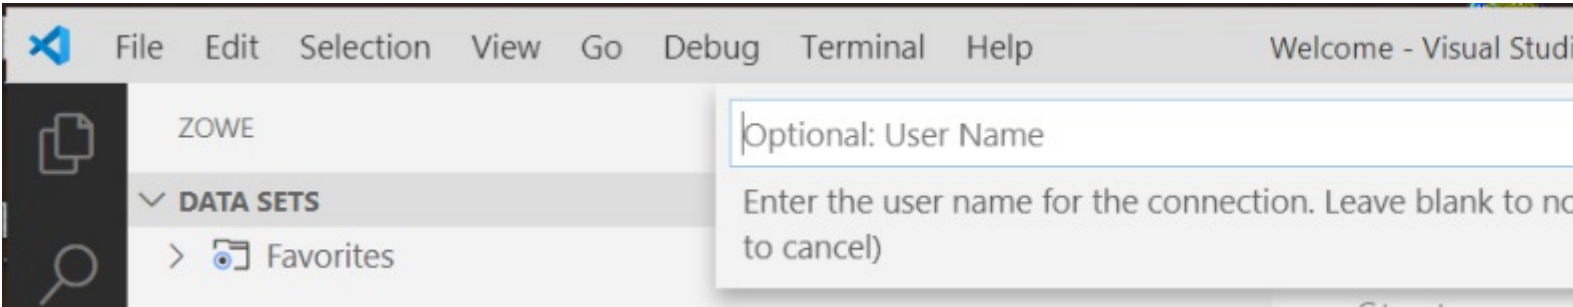 File Edit Selection View Go Debug Terminal Help Welcome - Visual Studi
ZOWE
Optional: User Name
DATA SETS
Enter the user name for the connection. Leave blank to no
to cancel)
Favorites